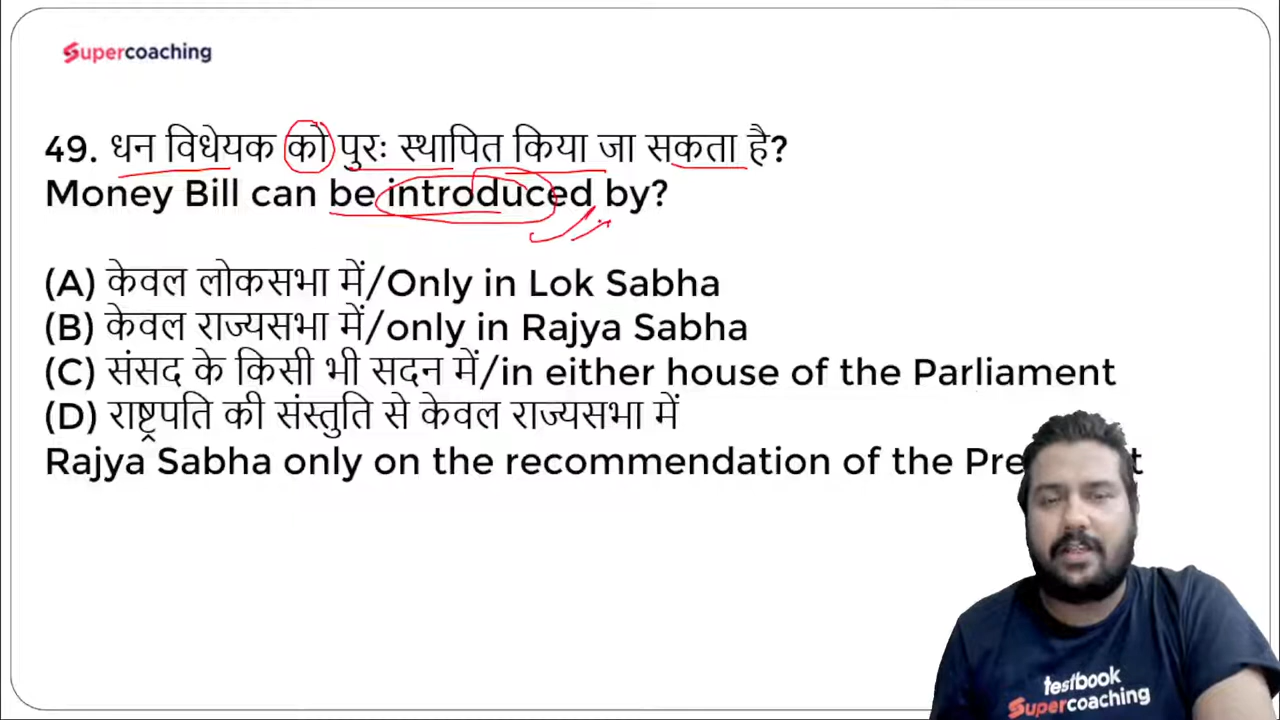 Supercoaching
49. धन विधेयक को पुरः स्थापित किया जा सकता है?
Money Bill can be introduced by?
(A) केवल लोकसभा में/Only in Lok Sabha
(B) केवल राज्यसभा में/only in Rajya Sabha
(C) संसद के किसी भी सदन में/in either house of the Parliament
(D) राष्ट्रपति की संस्तुति से केवल राज्यसभा में
Rajya Sabha only on the recommendation of the
testbook
Supercoaching